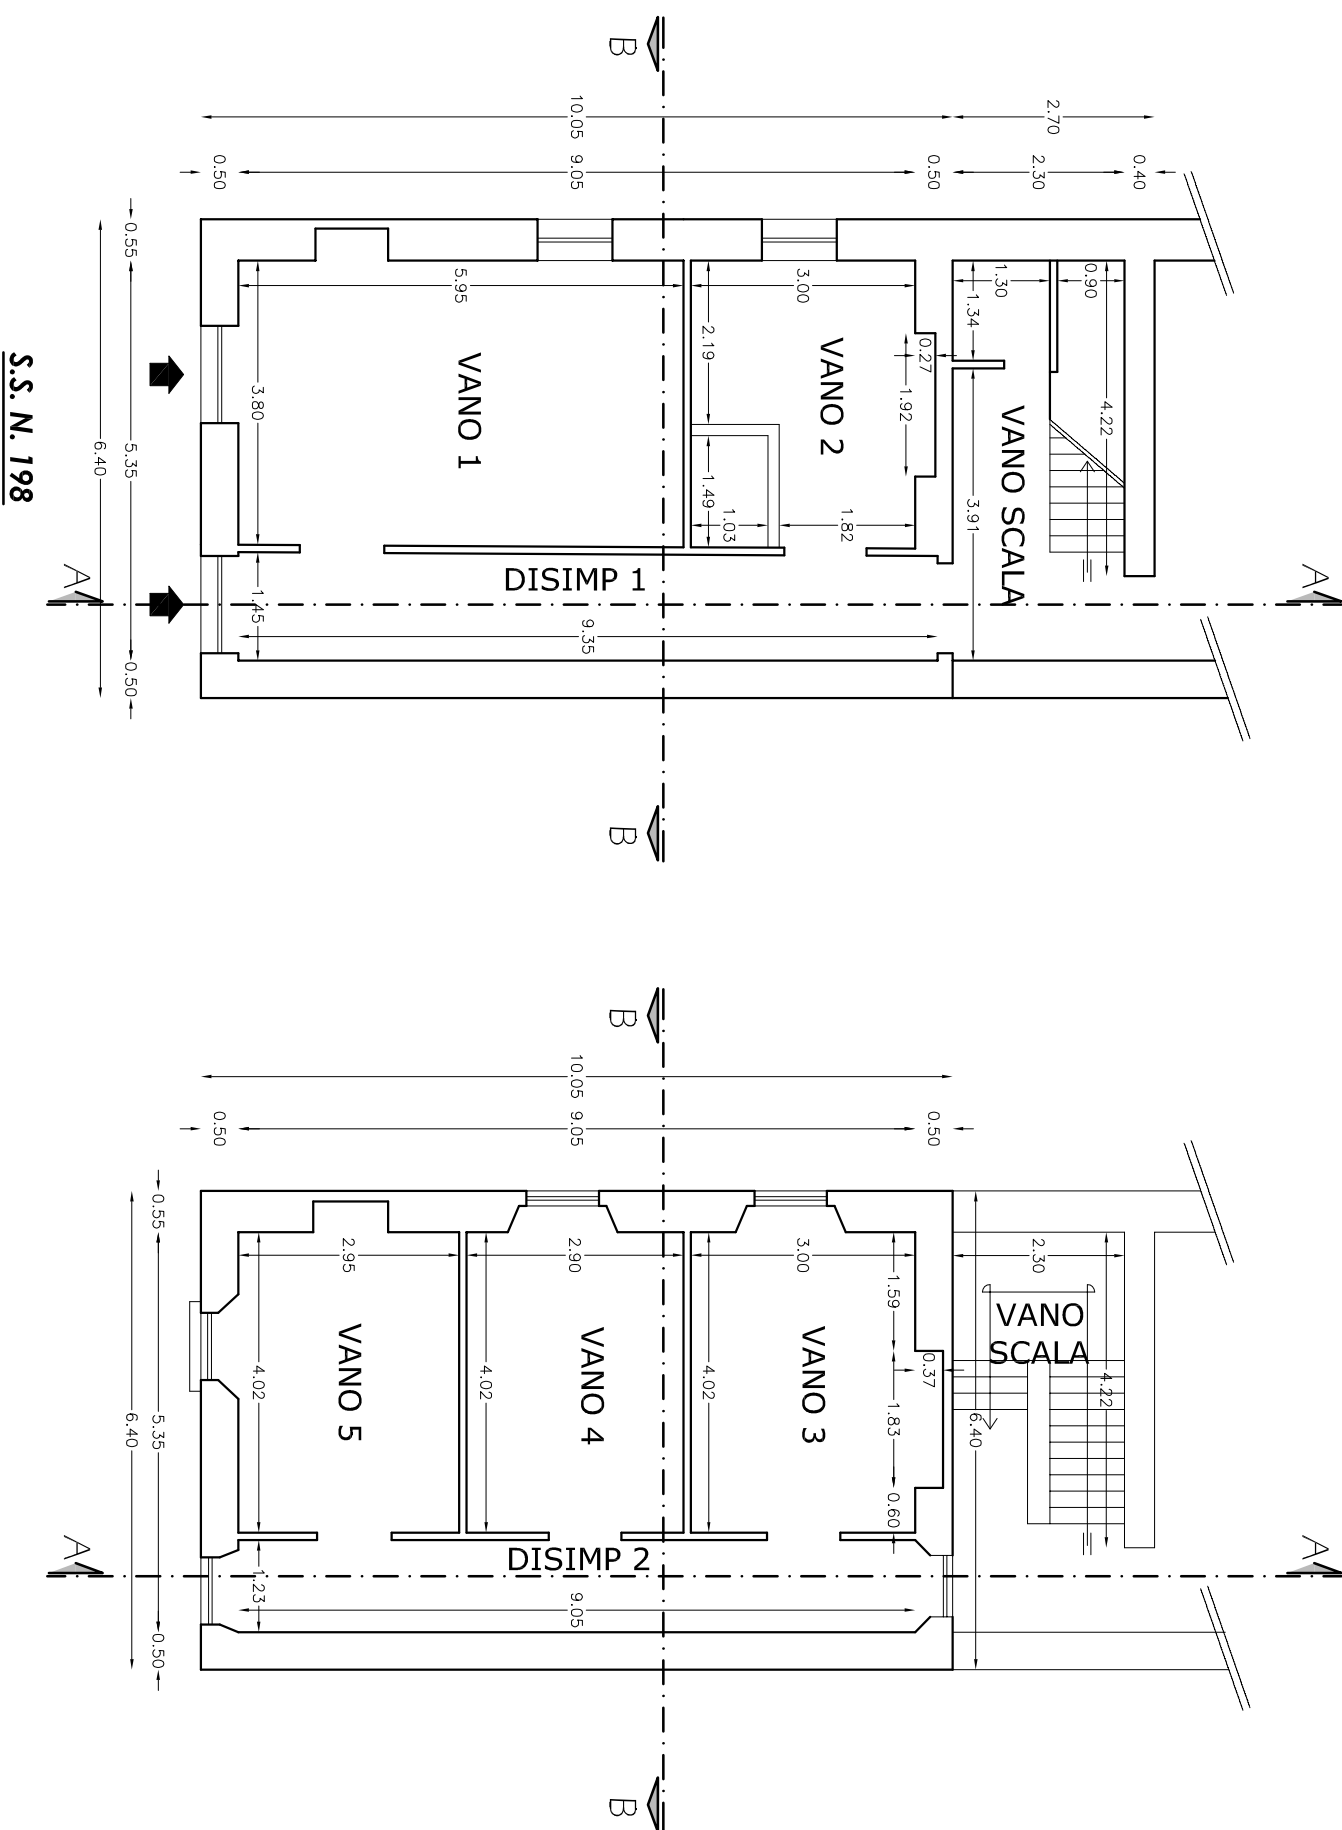 B
10.05
2.70
0.50
9.05
0.50
2.30
0.40
0.55
5.35
0.50
6.40
5.95
3.00
1.30
0.90
3.80
2.19
1.34
0.27
1.92
4.22
VANO 1
VANO 2
VANO SCALA
1.49
1.03
1.82
3.91
DISIMP 1
1.45
9.35
A
A
B
S.S. N. 198
B
10.05
0.50
9.05
0.50
0.55
5.35
0.50
6.40
2.95
2.90
3.00
1.59
2.30
VANO
SCALA
0.37
4.22
4.02
4.02
4.02
1.83
6.40
VANO 5
VANO 4
VANO 3
0.60
DISIMP 2
1.23
9.05
A
A
B